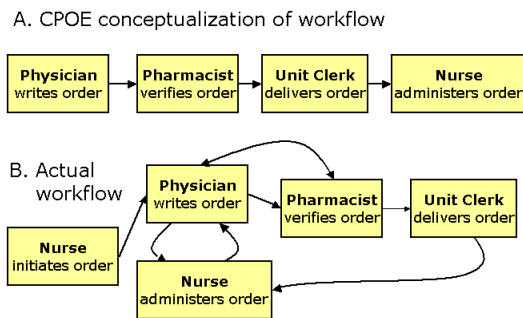 A. CPOE conceptualization of workflow
Physician
writes order
Pharmacist
verifies order
Unit Clerk
delivers order
Nurse
administers order
B. Actual
workflow
Physician
writes order
Pharmacist
verifies order
Unit Clerk
delivers order
Nurse
initiates order
Nurse
administers order